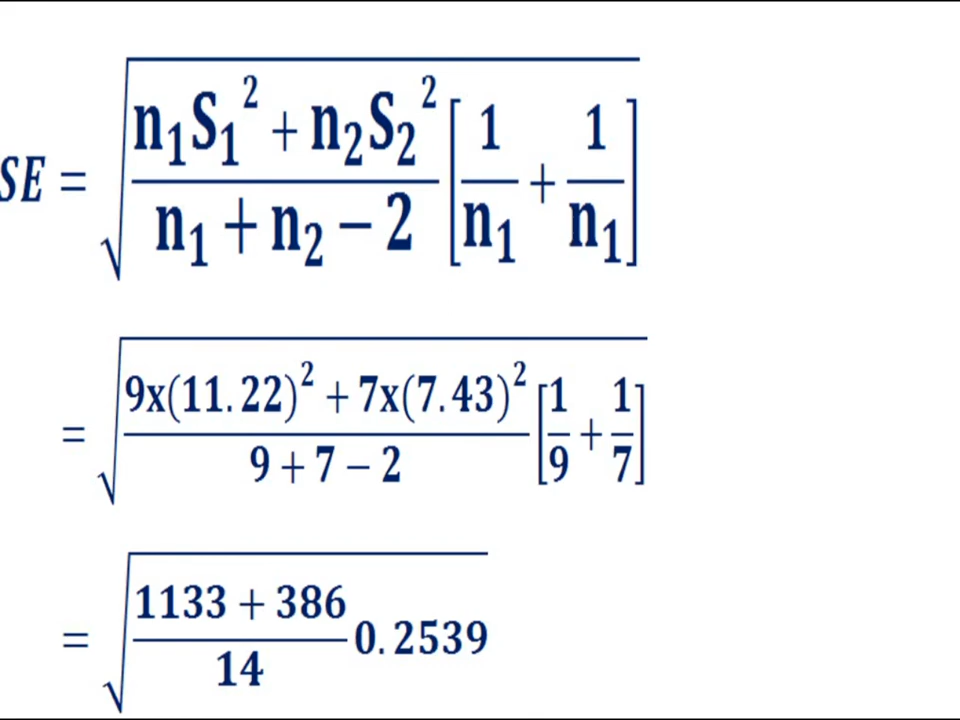 SE = √((n₁S₁² + n₂S₂²)/(n₁ + n₂ − 2) [1/n₁ + 1/n₁])
= √((9x(11.22)² + 7x(7.43)²)/(9 + 7 − 2) [1/9 + 1/7])
= √((1133 + 386)/14 0.2539)